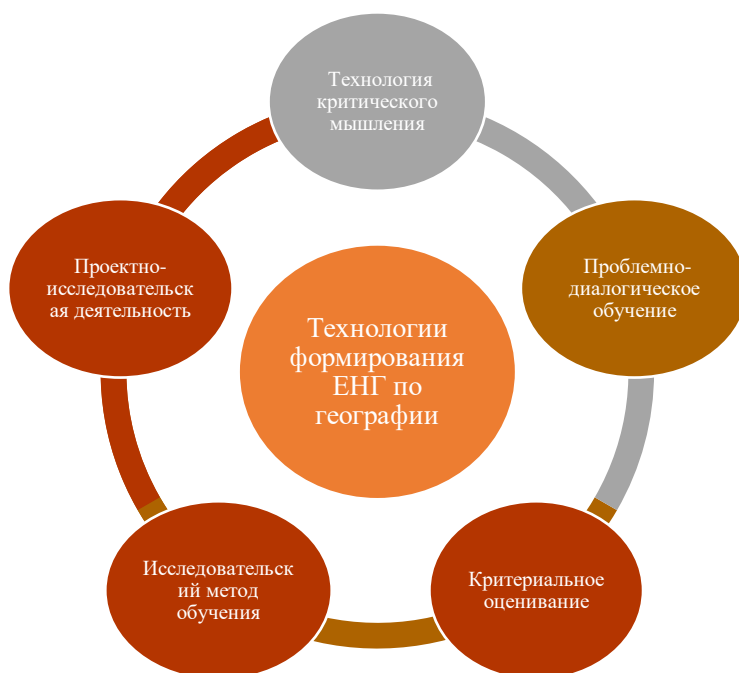 Технология
критического
мышления
Проблемно-
диалогическое
обучение
Критериальное
оценивание
Исследовательск
ий метод
обучения
Проектно-
исследовательск
ая деятельность
Технологии
формирования
ЕНГ по
географии